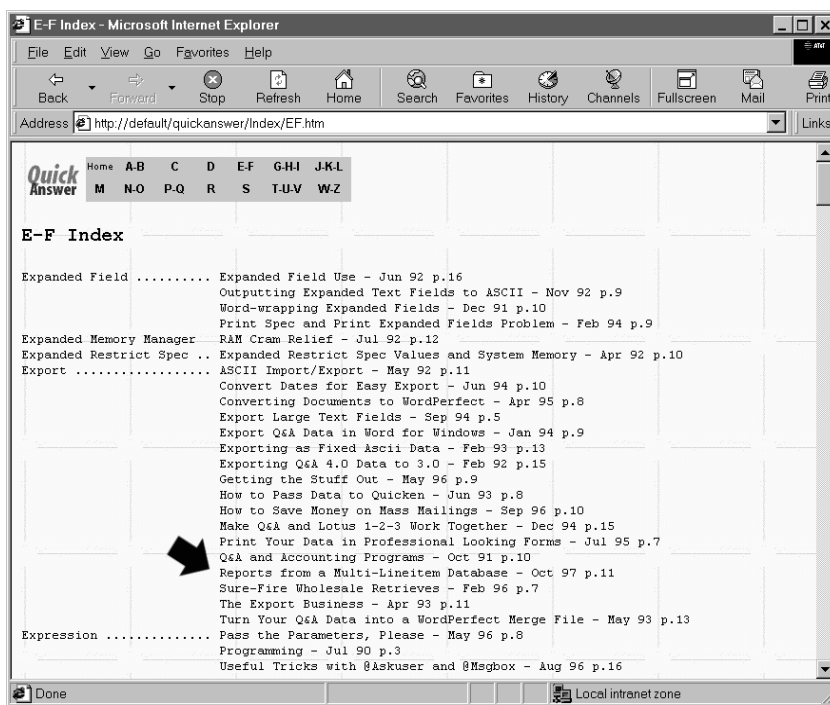 E-F Index - Microsoft Internet Explorer
File Edit View Go Favorites Help
AT&T
Back Forward Stop Refresh Home Search Favorites History Channels Fullscreen Mail Print
Address http://default/quickanswer/Index/EF.htm Links
Quick Answer
Home A-B C D E-F G-H-I J-K-L
M N-O P-Q R S T-U-V W-Z
E-F Index
Expanded Field .......... Expanded Field Use - Jun 92 p.16
Outputting Expanded Text Fields to ASCII - Nov 92 p.9
Word-wrapping Expanded Fields - Dec 91 p.10
Print Spec and Print Expanded Fields Problem - Feb 94 p.9
Expanded Memory Manager RAM Cram Relief - Jul 92 p.12
Expanded Restrict Spec .. Expanded Restrict Spec Values and System Memory - Apr 92 p.10
Export .................. ASCII Import/Export - May 92 p.11
Convert Dates for Easy Export - Jun 94 p.10
Converting Documents to WordPerfect - Apr 95 p.8
Export Large Text Fields - Sep 94 p.5
Export Q&A Data in Word for Windows - Jan 94 p.9
Exporting as Fixed Ascii Data - Feb 93 p.13
Exporting Q&A 4.0 Data to 3.0 - Feb 92 p.15
Getting the Stuff Out - May 96 p.9
How to Pass Data to Quicken - Jun 93 p.8
How to Save Money on Mass Mailings - Sep 96 p.10
Make Q&A and Lotus 1-2-3 Work Together - Dec 94 p.15
Print Your Data in Professional Looking Forms - Jul 95 p.7
Q&A and Accounting Programs - Oct 91 p.10
Reports from a Multi-Lineitem Database - Oct 97 p.11
Sure-Fire Wholesale Retrieves - Feb 96 p.7
The Export Business - Apr 93 p.11
Turn Your Q&A Data into a WordPerfect Merge File - May 93 p.13
Expression .............. Pass the Parameters, Please - May 96 p.8
Programming - Jul 90 p.3
Useful Tricks with @Askuser and @Msgbox - Aug 96 p.16
Done Local intranet zone